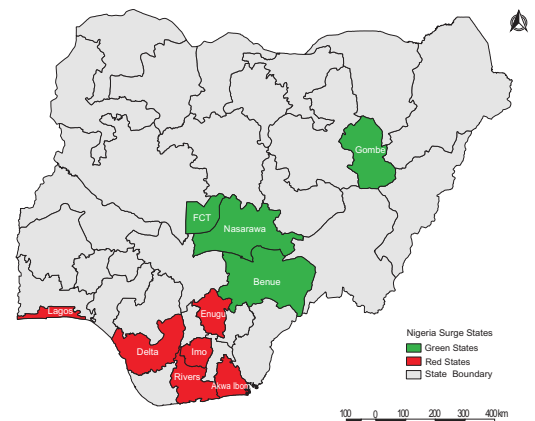 Gombe
FCT
Nasarawa
Benue
Lagos
Enugu
Delta
Imo
Rivers
Akwa Ibom
Nigeria Surge States
Green States
Red States
State Boundary
100 0 100 200 300 400km